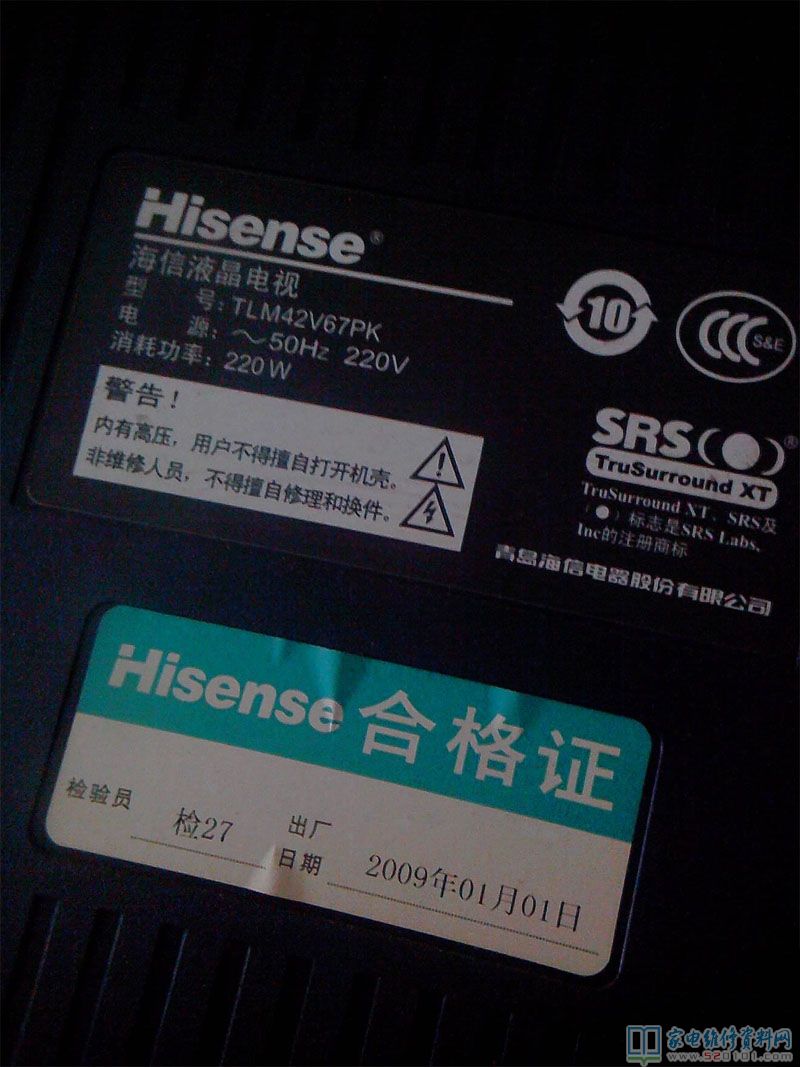 Hisense®
海信液晶电视
型 号: TLM42V67PK
电 源: ～50Hz 220V
消耗功率: 220W
警告!
内有高压，用户不得擅自打开机壳。
非维修人员，不得擅自修理和换件。
10
CCC S&E
SRS(●)®
TruSurround XT
TruSurround XT、SRS及
(●)标志是SRS Labs,
Inc的注册商标
青岛海信电器股份有限公司
Hisense 合格证
检验员 检27 出厂日期 2009年01月01日
家电维修资料网
www.520101.com